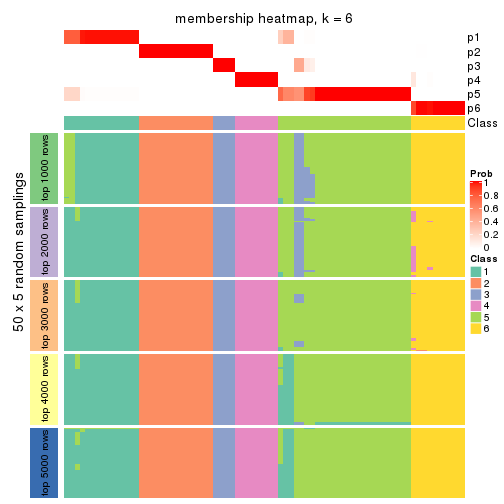 membership heatmap, k = 6
p1
p2
p3
p4
p5
p6
Class
50 x 5 random samplings
top 1000 rows
top 2000 rows
top 3000 rows
top 4000 rows
top 5000 rows
Prob
1
0.8
0.6
0.4
0.2
0
Class
1
2
3
4
5
6